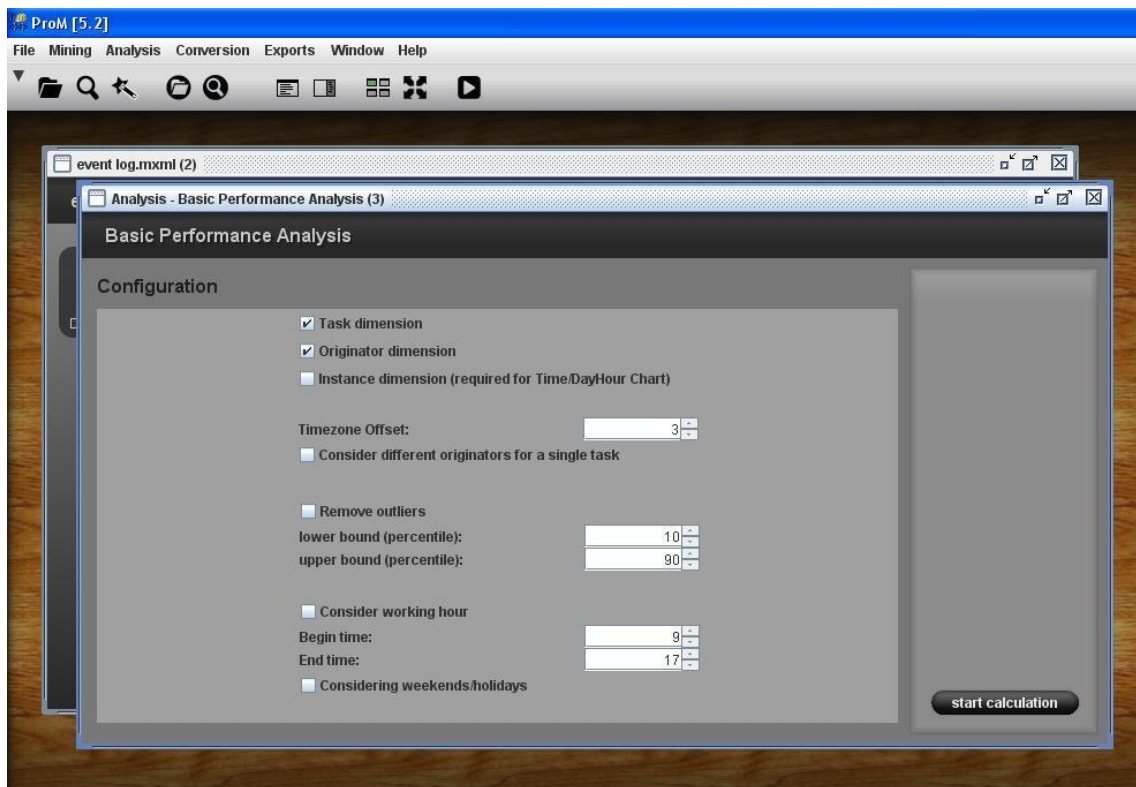 ProM [5.2]
File Mining Analysis Conversion Exports Window Help
event log.mxml (2)
Analysis - Basic Performance Analysis (3)
Basic Performance Analysis
Configuration
Task dimension
Originator dimension
Instance dimension (required for Time/DayHour Chart)
Timezone Offset: 3
Consider different originators for a single task
Remove outliers
lower bound (percentile): 10
upper bound (percentile): 90
Consider working hour
Begin time: 9
End time: 17
Considering weekends/holidays
start calculation